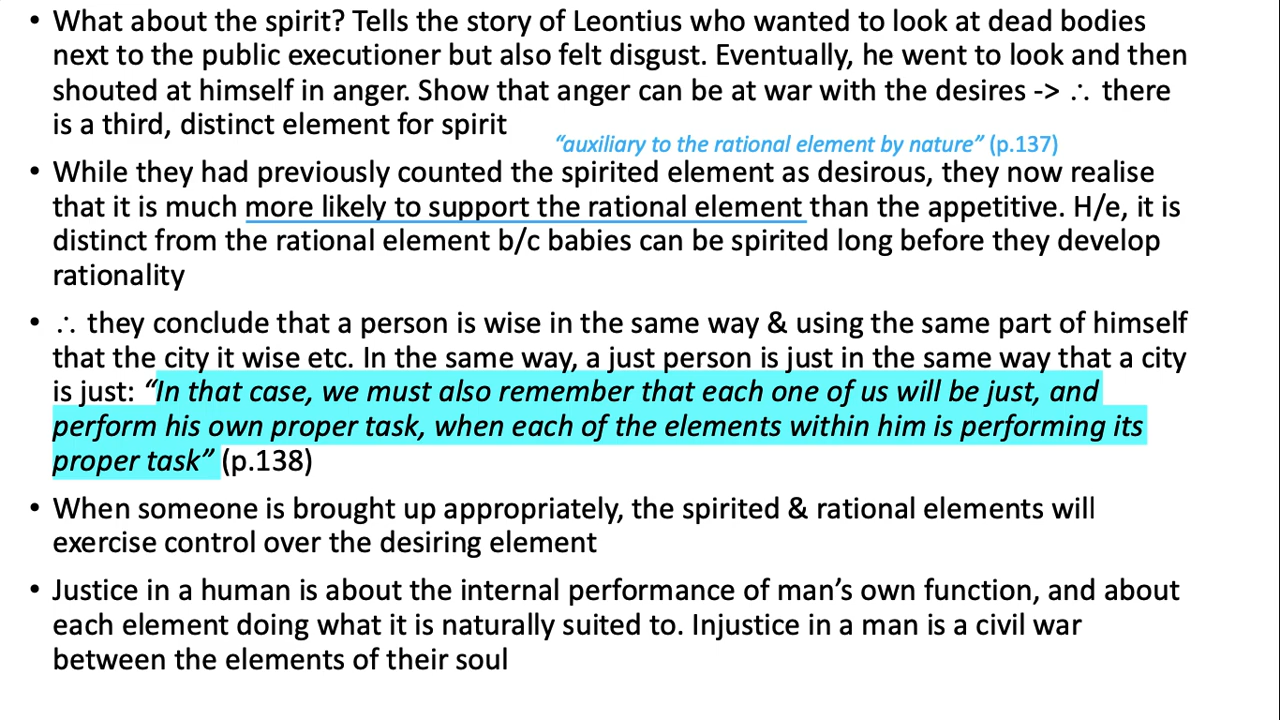 • What about the spirit? Tells the story of Leontius who wanted to look at dead bodies
next to the public executioner but also felt disgust. Eventually, he went to look and then
shouted at himself in anger. Show that anger can be at war with the desires -> ∴ there
is a third, distinct element for spirit
“auxiliary to the rational element by nature” (p.137)
• While they had previously counted the spirited element as desirous, they now realise
that it is much more likely to support the rational element than the appetitive. H/e, it is
distinct from the rational element b/c babies can be spirited long before they develop
rationality
• ∴ they conclude that a person is wise in the same way & using the same part of himself
that the city it wise etc. In the same way, a just person is just in the same way that a city
is just: “In that case, we must also remember that each one of us will be just, and
perform his own proper task, when each of the elements within him is performing its
proper task” (p.138)
• When someone is brought up appropriately, the spirited & rational elements will
exercise control over the desiring element
• Justice in a human is about the internal performance of man’s own function, and about
each element doing what it is naturally suited to. Injustice in a man is a civil war
between the elements of their soul